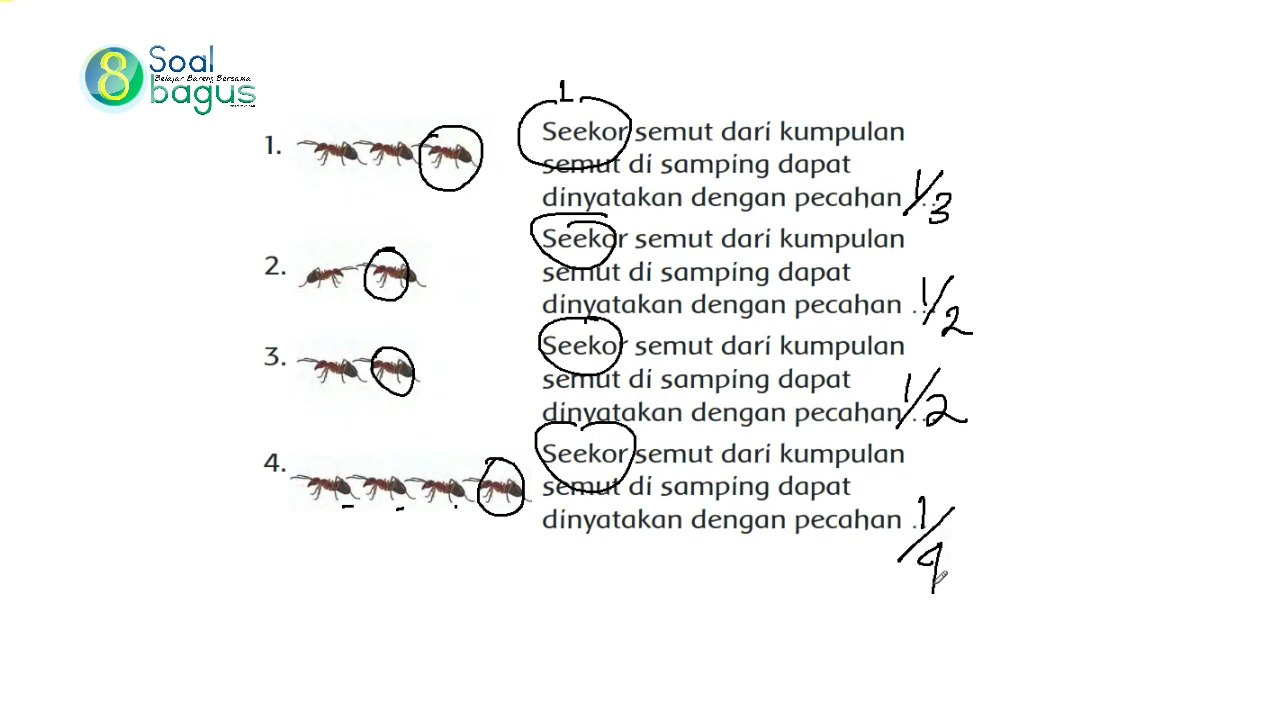 8
Soal
Belajar Bareng Bersama
bagus
1
1.
Seekor semut dari kumpulan
semut di samping dapat
dinyatakan dengan pecahan ... 1/3
2.
Seekor semut dari kumpulan
semut di samping dapat
dinyatakan dengan pecahan ... 1/2
3.
Seekor semut dari kumpulan
semut di samping dapat
dinyatakan dengan pecahan ... 1/2
4.
Seekor semut dari kumpulan
semut di samping dapat
dinyatakan dengan pecahan ... 1/4